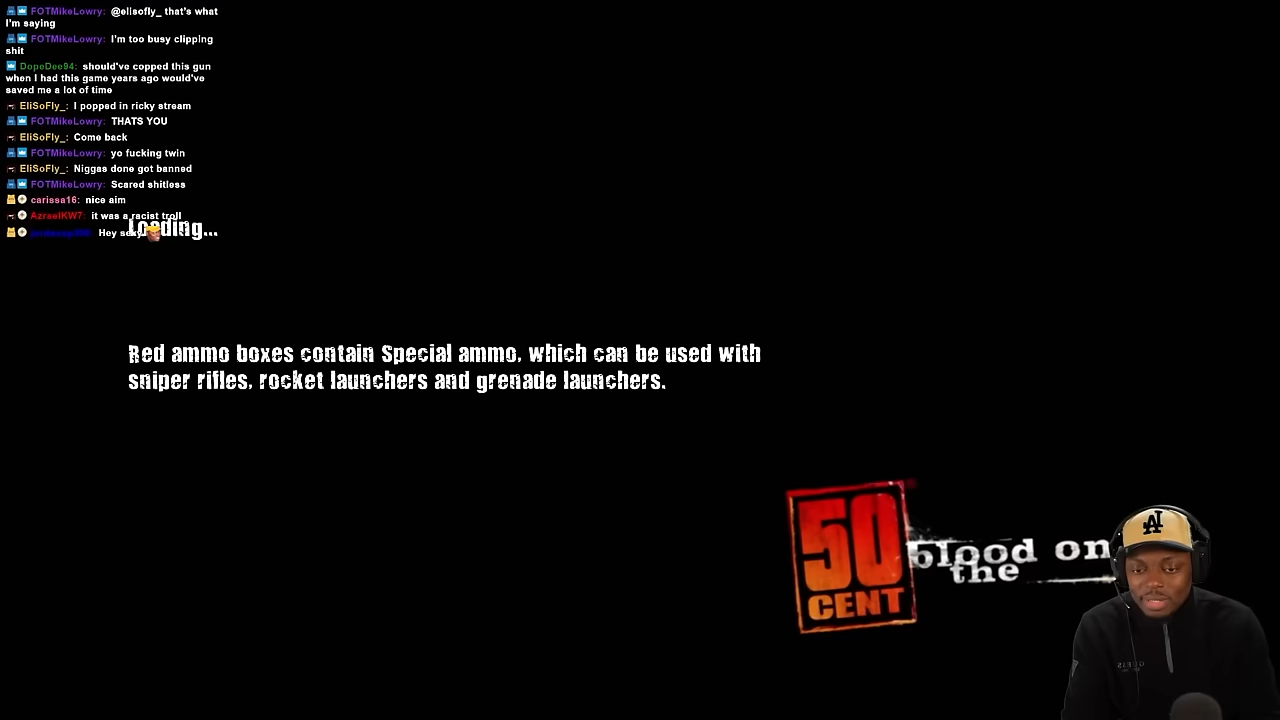 FOTMikeLowry: @elisofly_ that's what
I'm saying
FOTMikeLowry: I'm too busy clipping
shit
DopeDee94: should've copped this gun
when I had this game years ago would've
saved me a lot of time
EliSoFly_: I popped in ricky stream
FOTMikeLowry: THATS YOU
EliSoFly_: Come back
FOTMikeLowry: yo fucking twin
EliSoFly_: Niggas done got banned
FOTMikeLowry: Scared shitless
carissa16: nice aim
AzraelKW7: it was a racist troll
Hey sexy
Loading...
Red ammo boxes contain Special ammo, which can be used with
sniper rifles, rocket launchers and grenade launchers.
50
CENT
blood on
the